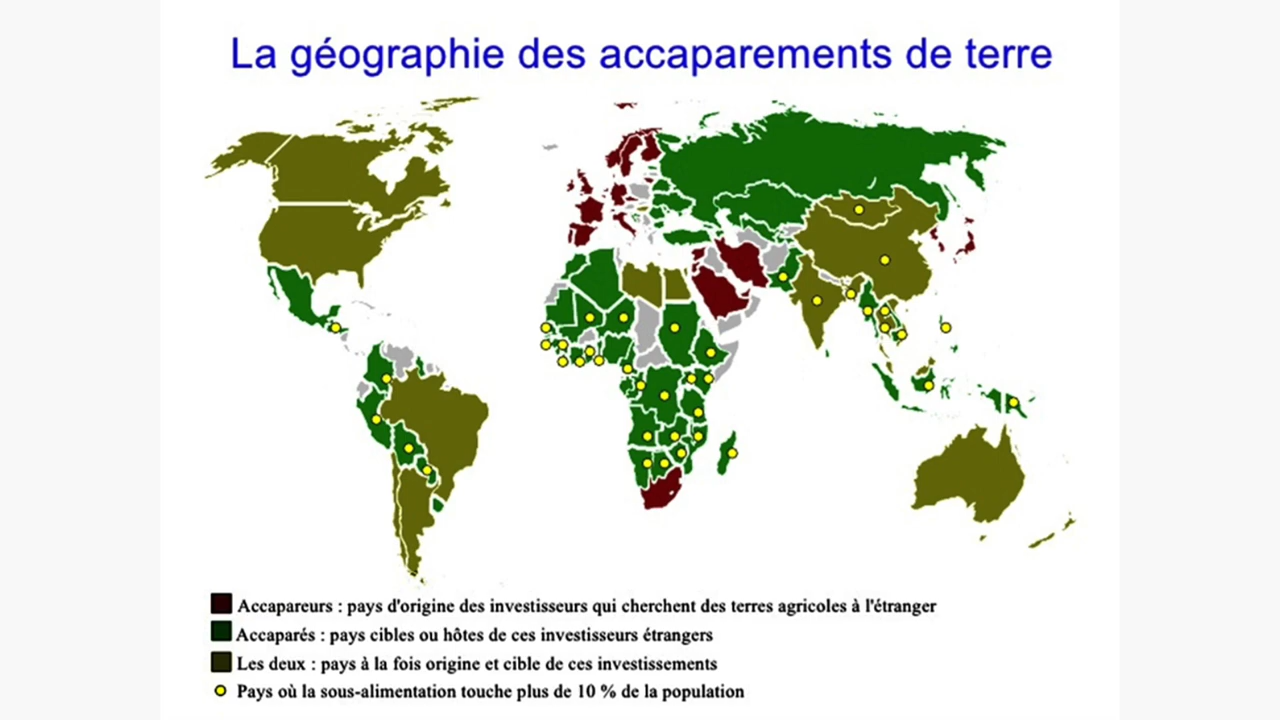 La géographie des accaparements de terre
Accapareurs : pays d'origine des investisseurs qui cherchent des terres agricoles à l'étranger
Accaparés : pays cibles ou hôtes de ces investisseurs étrangers
Les deux : pays à la fois origine et cible de ces investissements
Pays où la sous-alimentation touche plus de 10 % de la population